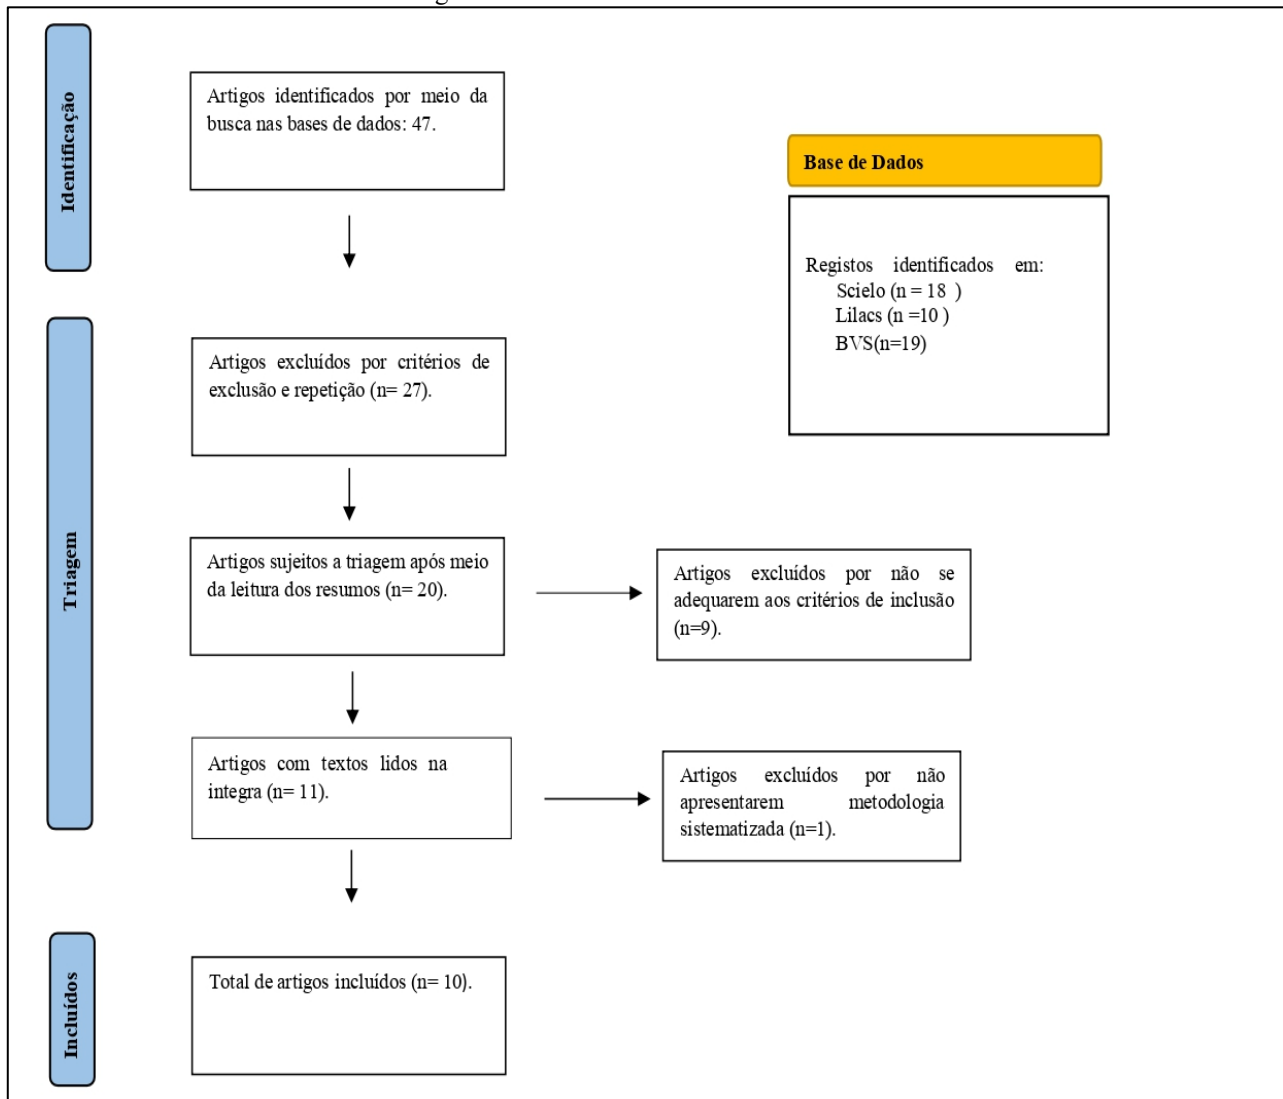 Identificação
Artigos identificados por meio da
busca nas bases de dados: 47.
Base de Dados
Registos identificados em:
Scielo (n = 18 )
Lilacs (n =10 )
BVS(n=19)
Triagem
Artigos excluídos por critérios de
exclusão e repetição (n= 27).
Artigos sujeitos a triagem após meio
da leitura dos resumos (n= 20).
Artigos excluídos por não se
adequarem aos critérios de inclusão
(n=9).
Artigos com textos lidos na
integra (n= 11).
Artigos excluídos por não
apresentarem metodologia
sistematizada (n=1).
Incluídos
Total de artigos incluídos (n= 10).